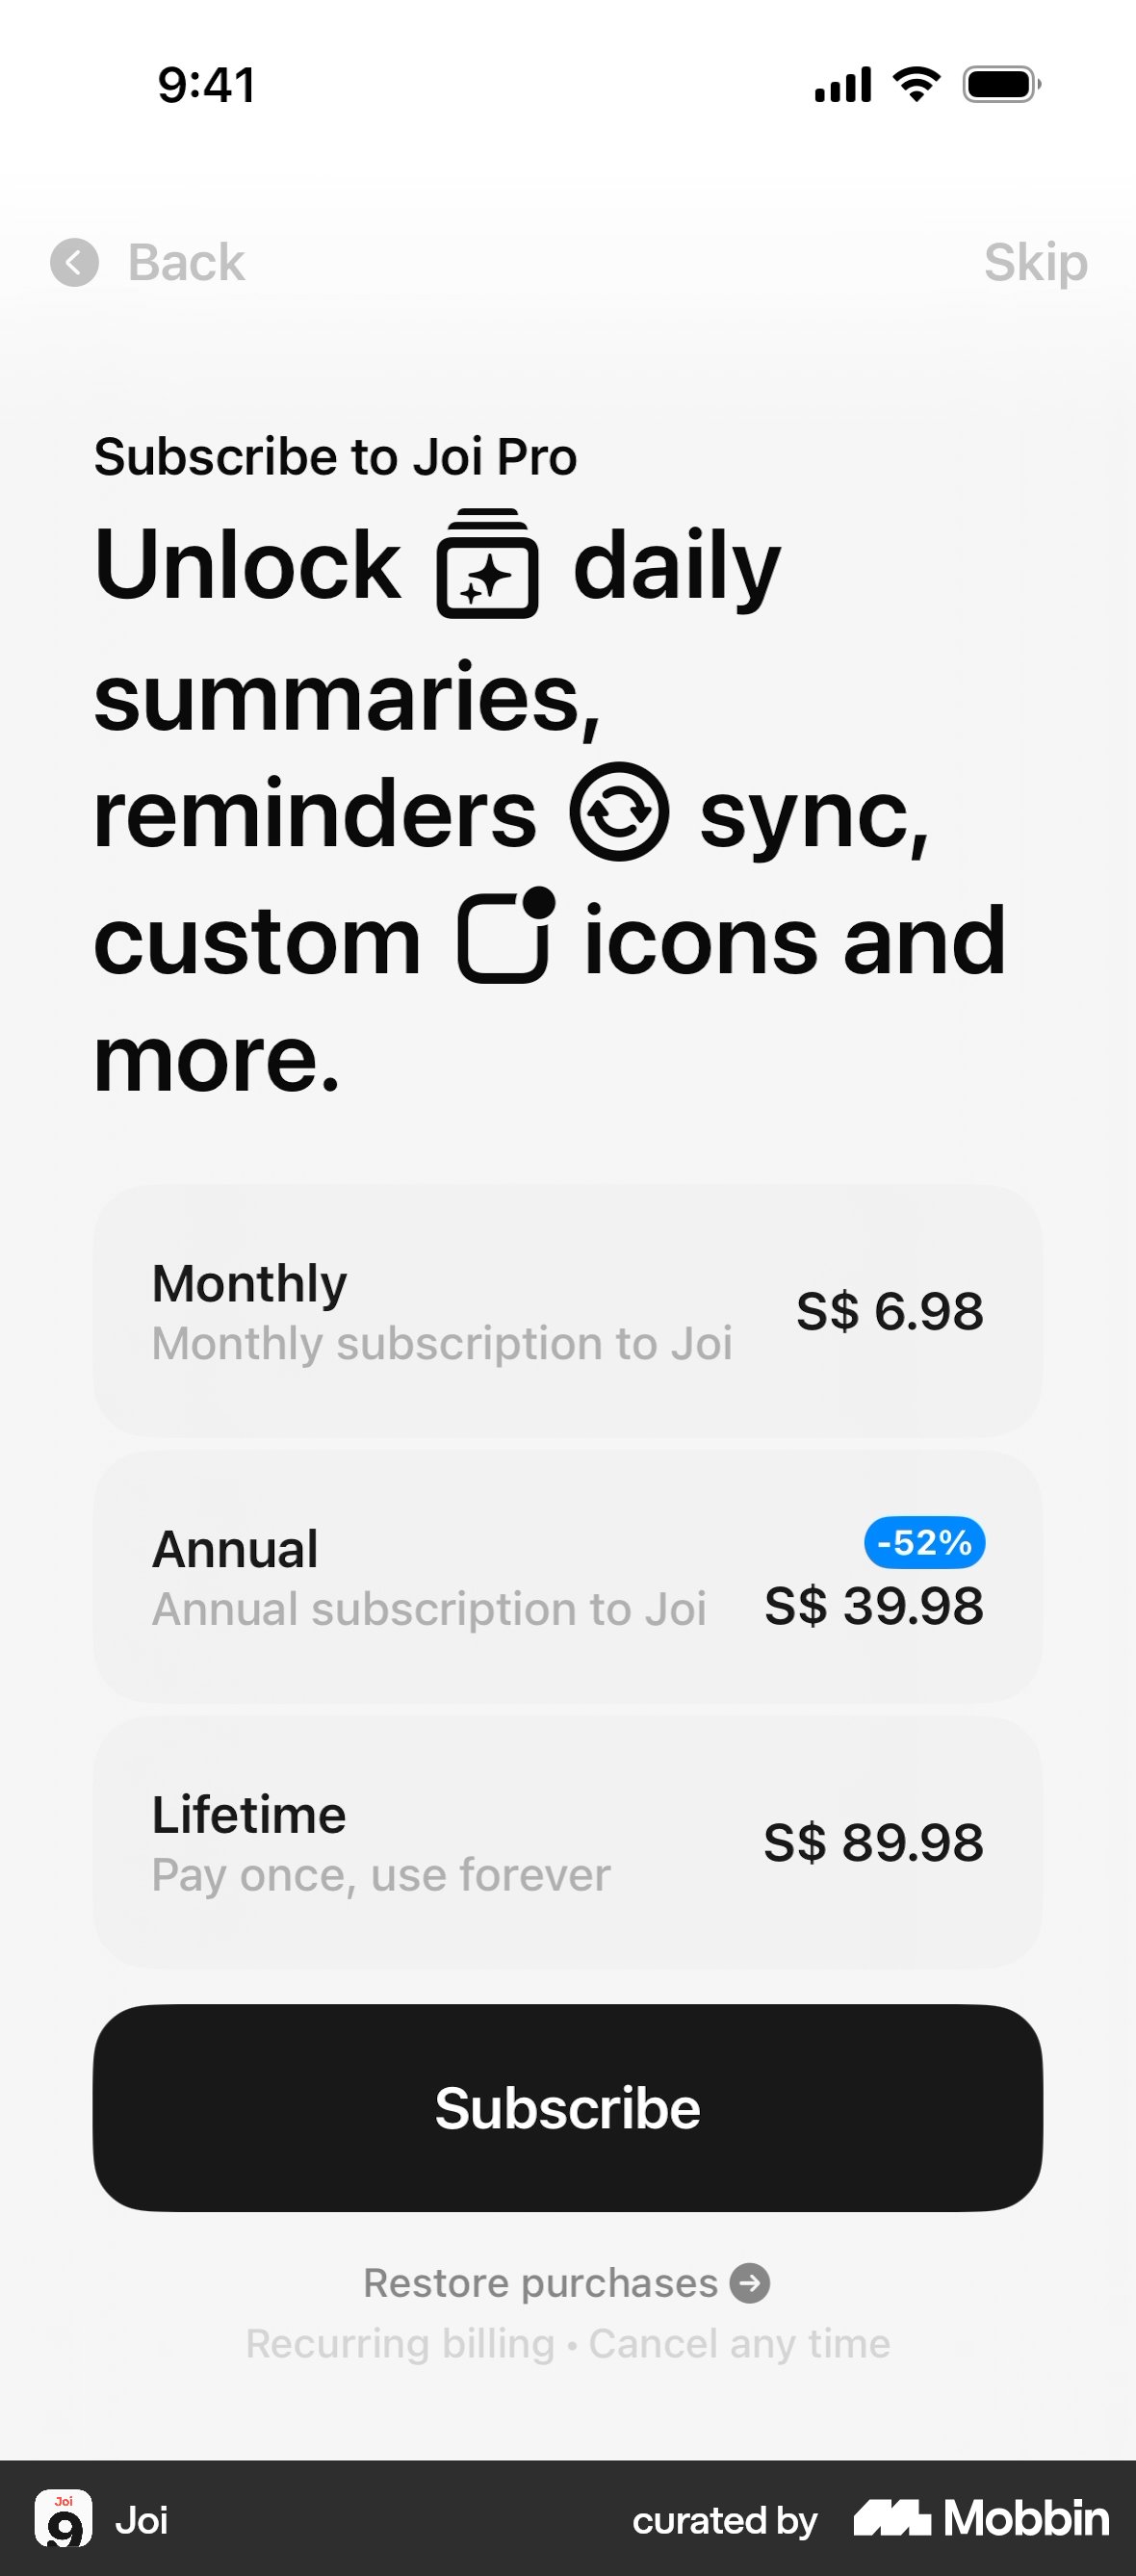 9:41
Back
Skip
Subscribe to Joi Pro
Unlock daily
summaries,
reminders sync,
custom icons and
more.
Monthly
Monthly subscription to Joi
S$ 6.98
Annual
Annual subscription to Joi
-52%
S$ 39.98
Lifetime
Pay once, use forever
S$ 89.98
Subscribe
Restore purchases
Recurring billing • Cancel any time
Joi
9
Joi
curated by
Mobbin